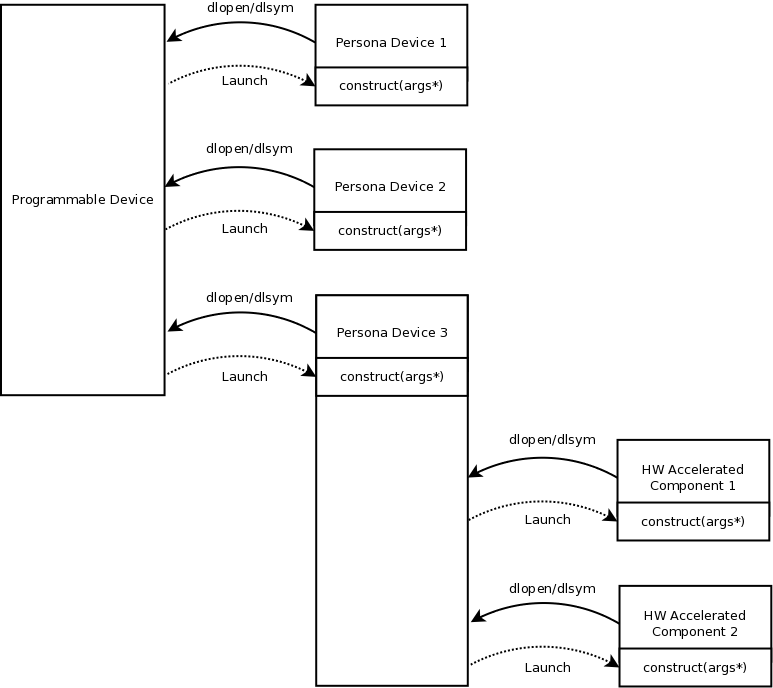 dlopen/dlsym
Persona Device 1
Launch
construct(args*)
dlopen/dlsym
Persona Device 2
Programmable Device
Launch
construct(args*)
dlopen/dlsym
Persona Device 3
Launch
construct(args*)
dlopen/dlsym
HW Accelerated
Component 1
Launch
construct(args*)
dlopen/dlsym
HW Accelerated
Component 2
Launch
construct(args*)